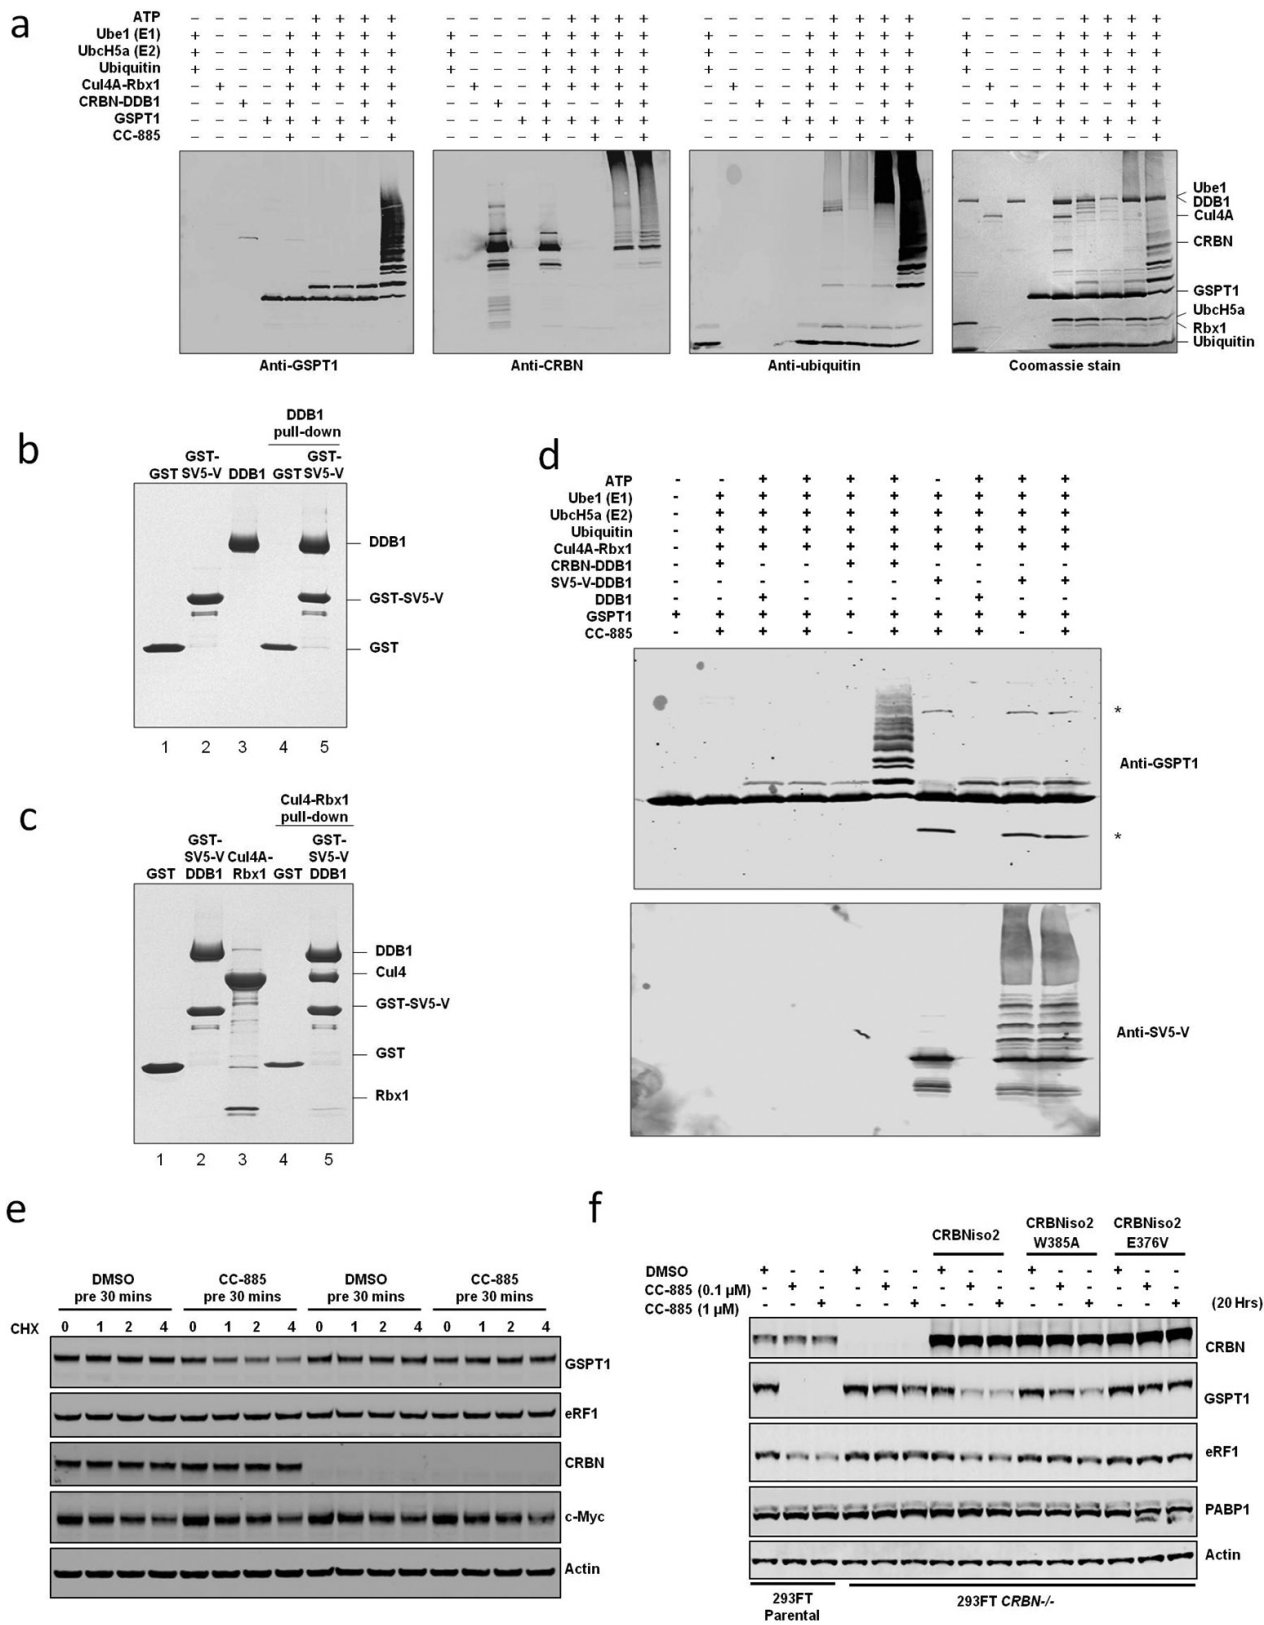 a
ATP − − − − − + + + + − − − − − + + + + − − − − − + + + + − − − − − + + + +
Ube1 (E1) + − − − + + + + + + − − − + + + + + + − − − + + + + + + − − − + + + + +
UbcH5a (E2) + − − − + + + + + + − − − + + + + + + − − − + + + + + + − − − + + + + +
Ubiquitin + − − − + + + + + + − − − + + + + + + − − − + + + + + + − − − + + + + +
Cul4A-Rbx1 − + − − + + + + + − + − − + + + + + − + − − + + + + + − + − − + + + + +
CRBN-DDB1 − − + − + − − + + − − + − + − − + + − − + − + − − + + − − + − + − − + +
GSPT1 − − − + + + + + + − − − + + + + + + − − − + + + + + + − − − + + + + + +
CC-885 − − − − + − + − + − − − − + − + − + − − − − + − + − + − − − − + − + − +
Ube1
DDB1
Cul4A
CRBN
GSPT1
UbcH5a
Rbx1
Ubiquitin
Anti-GSPT1
Anti-CRBN
Anti-ubiquitin
Coomassie stain
b
DDB1
pull-down
GST GST-SV5-V DDB1 GST GST-SV5-V
DDB1
GST-SV5-V
GST
1 2 3 4 5
c
Cul4-Rbx1
pull-down
GST GST-SV5-V DDB1 Cul4A-Rbx1 GST GST-SV5-V DDB1
DDB1
Cul4
GST-SV5-V
GST
Rbx1
1 2 3 4 5
d
ATP - - + + + + - + + +
Ube1 (E1) - + + + + + + + + +
UbcH5a (E2) - + + + + + + + + +
Ubiquitin - + + + + + + + + +
Cul4A-Rbx1 - + + + + + + + + +
CRBN-DDB1 - + - - + + - - - -
SV5-V-DDB1 - - - - - - + - + +
DDB1 - - + - - - - + - -
GSPT1 + + + + + + + + + +
CC-885 - + + + - + + + - +
*
Anti-GSPT1
*
Anti-SV5-V
e
DMSO CC-885 DMSO CC-885
pre 30 mins pre 30 mins pre 30 mins pre 30 mins
CHX 0 1 2 4 0 1 2 4 0 1 2 4 0 1 2 4
GSPT1
eRF1
CRBN
c-Myc
Actin
f
CRBNiso2 CRBNiso2 W385A CRBNiso2 E376V
DMSO + - - + - - + - - + - - + - -
CC-885 (0.1 µM) - + - - + - - + - - + - - + -
CC-885 (1 µM) - - + - - + - - + - - + - - + (20 Hrs)
CRBN
GSPT1
eRF1
PABP1
Actin
293FT
Parental
293FT CRBN-/-